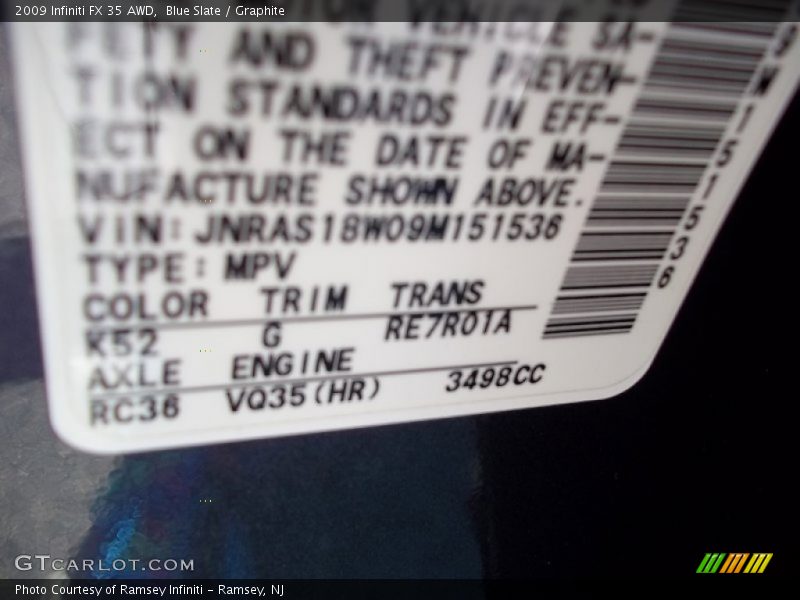 2009 Infiniti FX 35 AWD, Blue Slate / Graphite
VEHICLE SA-
AND THEFT PREVEN-
TION STANDARDS IN EFF-
ECT ON THE DATE OF MA-
NUFACTURE SHOWN ABOVE.
VIN: JNRAS18W09M151536
TYPE: MPV
COLOR TRIM TRANS
K52 G RE7R01A
AXLE ENGINE
RC36 VQ35(HR) 3498CC
9M151536
GTCARLOT.COM
Photo Courtesy of Ramsey Infiniti - Ramsey, NJ